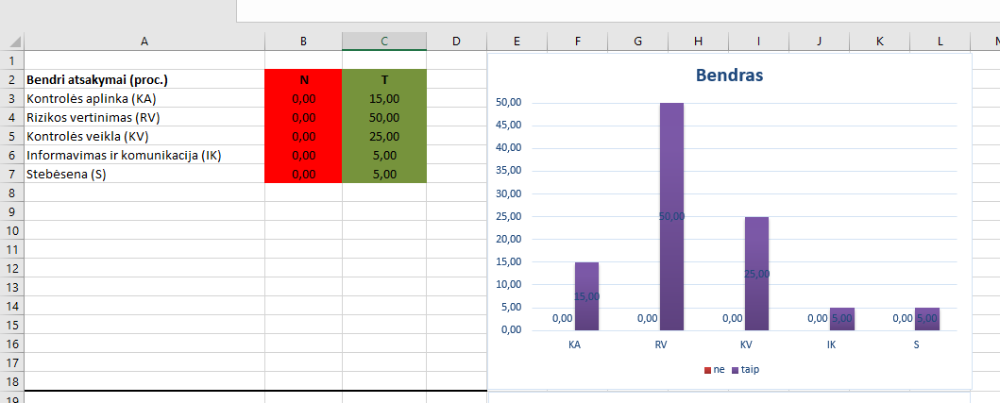 A B C D E F G H I J K L
1
2 Bendri atsakymai (proc.) N T
3 Kontrolės aplinka (KA) 0,00 15,00
4 Rizikos vertinimas (RV) 0,00 50,00
5 Kontrolės veikla (KV) 0,00 25,00
6 Informavimas ir komunikacija (IK) 0,00 5,00
7 Stebėsena (S) 0,00 5,00
8
9
10
11
12
13
14
15
16
17
18
19
Bendras
50,00
45,00
40,00
35,00
30,00
25,00
20,00
15,00
10,00
5,00
0,00
0,00 15,00 0,00 50,00 0,00 25,00 0,00 5,00 0,00 5,00
KA RV KV IK S
ne taip